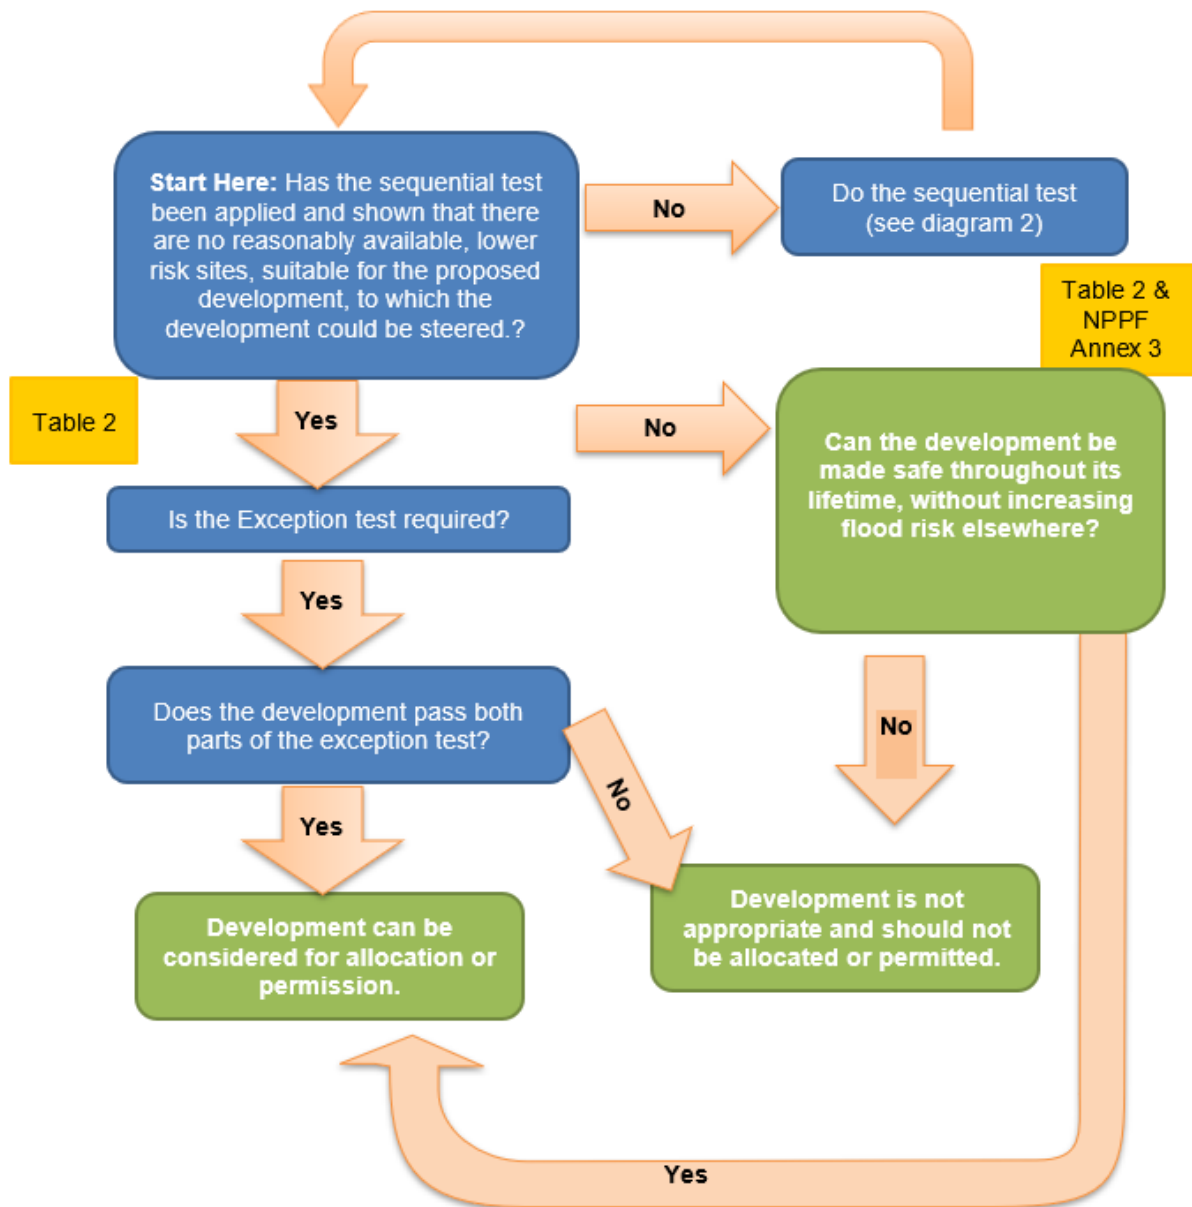 Start Here: Has the sequential test
been applied and shown that there
are no reasonably available, lower
risk sites, suitable for the proposed
development, to which the
development could be steered.?
No
Do the sequential test
(see diagram 2)
Table 2 &
NPPF
Annex 3
Table 2
Yes
No
Can the development be
made safe throughout its
lifetime, without increasing
flood risk elsewhere?
Is the Exception test required?
Yes
Does the development pass both
parts of the exception test?
No
No
Yes
Development can be
considered for allocation or
permission.
Development is not
appropriate and should not
be allocated or permitted.
Yes